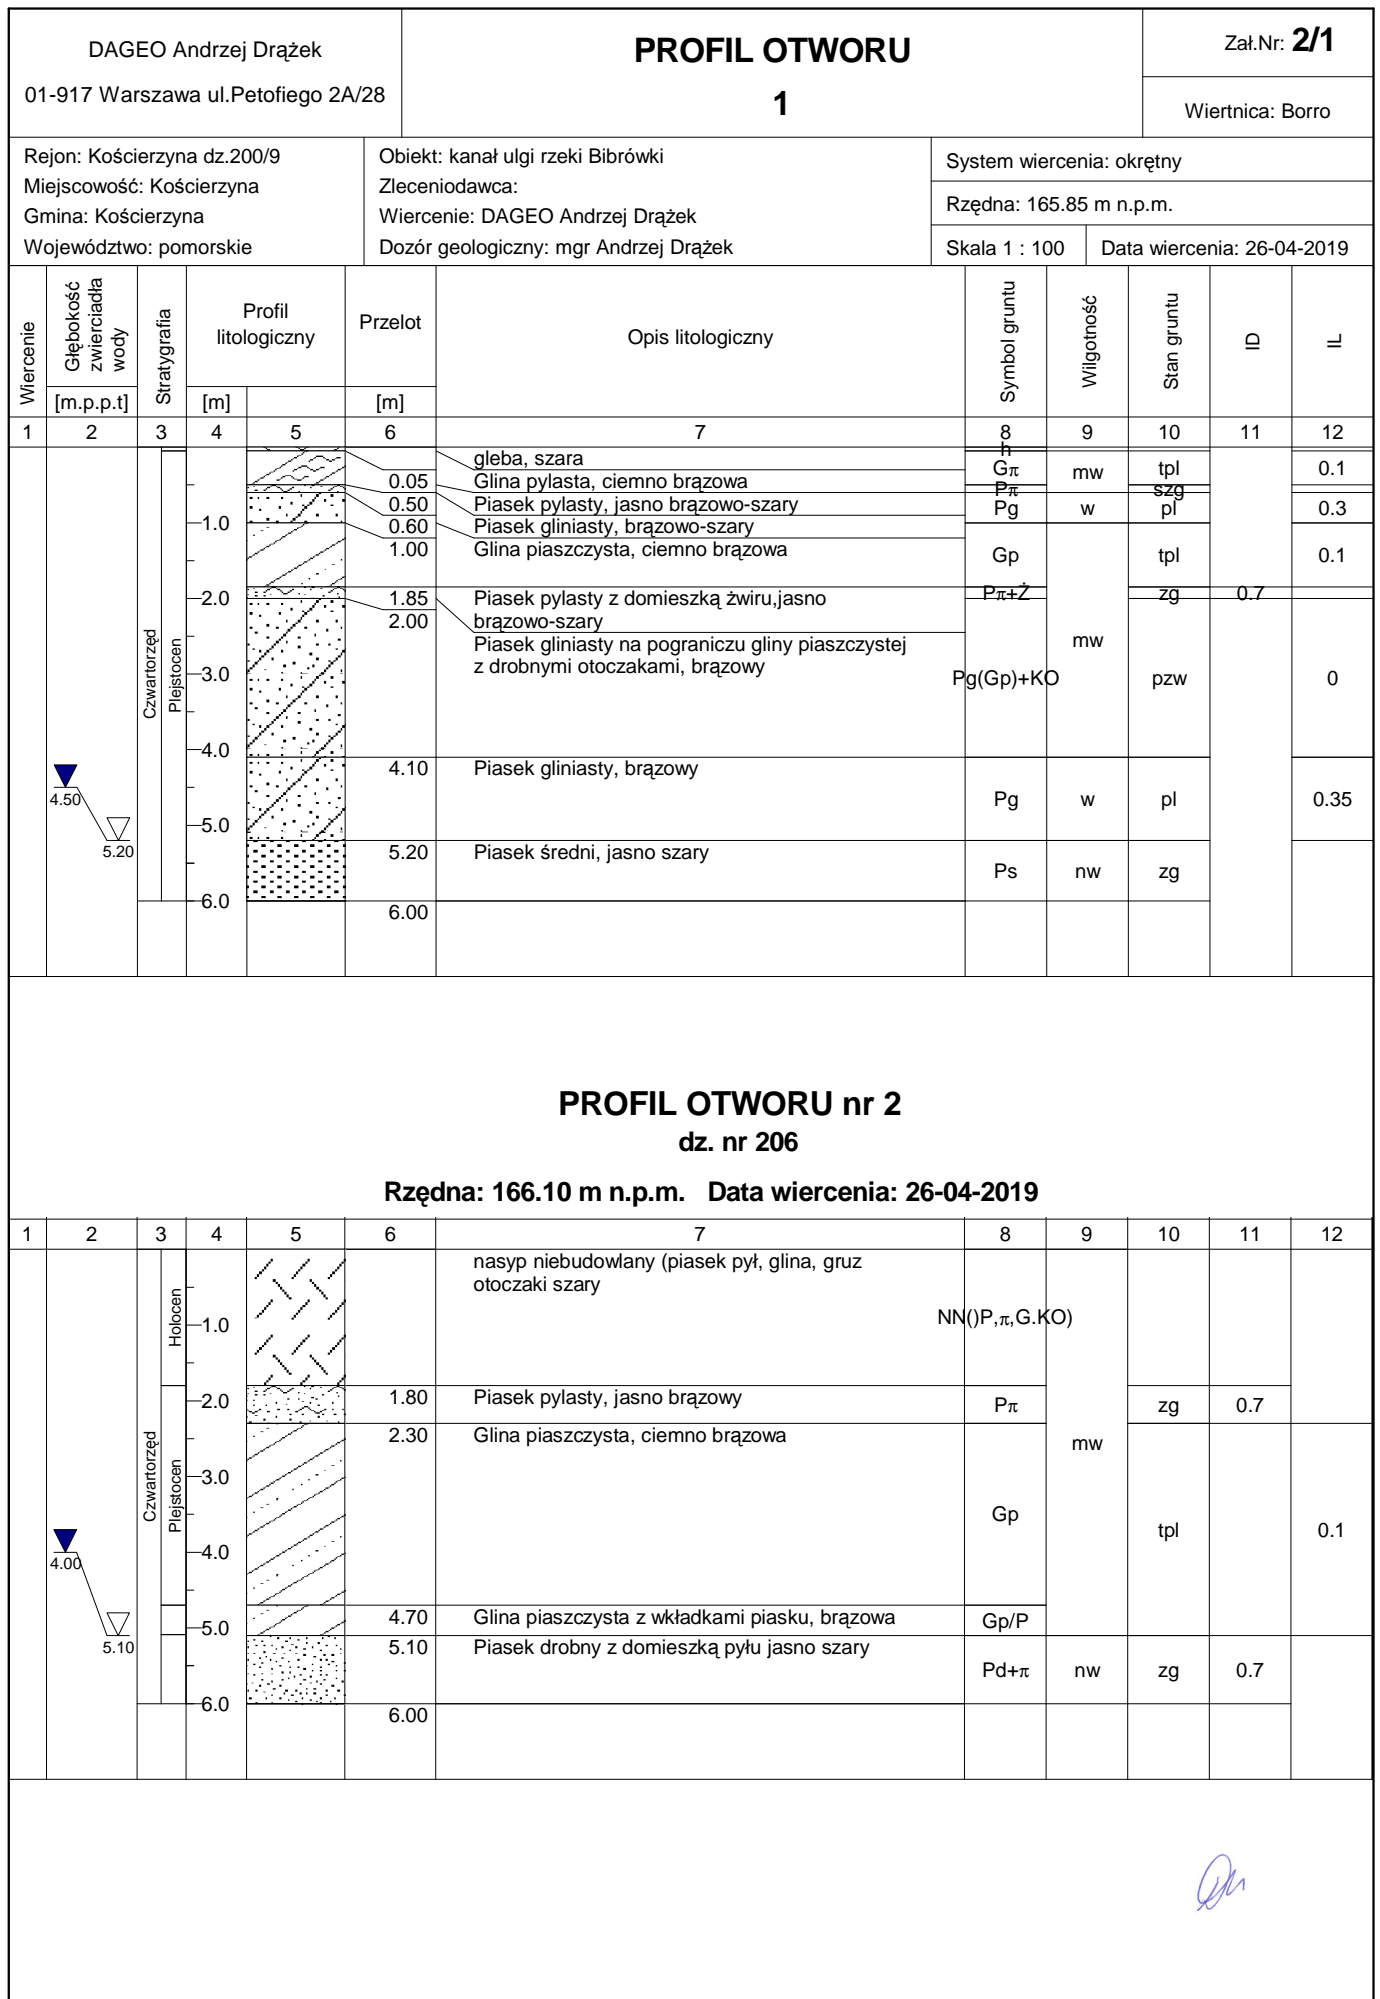 DAGEO Andrzej Drążek
01-917 Warszawa ul.Petofiego 2A/28
PROFIL OTWORU
1
Zał.Nr: 2/1
Wiertnica: Borro
Rejon: Kościerzyna dz.200/9
Miejscowość: Kościerzyna
Gmina: Kościerzyna
Województwo: pomorskie
Obiekt: kanał ulgi rzeki Bibrówki
Zleceniodawca:
Wiercenie: DAGEO Andrzej Drążek
Dozór geologiczny: mgr Andrzej Drążek
System wiercenia: okrętny
Rzędna: 165.85 m n.p.m.
Skala 1 : 100
Data wiercenia: 26-04-2019
Wiercenie
Głębokość
zwierciadła
wody
[m.p.p.t]
Stratygrafia
Profil
litologiczny
[m]
Przelot
[m]
Opis litologiczny
Symbol gruntu
Wilgotność
Stan gruntu
ID
IL
1 2 3 4 5 6 7 8 9 10 11 12
gleba, szara h
0.05 Glina pylasta, ciemno brązowa Gπ mw tpl 0.1
0.50 Piasek pylasty, jasno brązowo-szary Pπ szg
0.60 Piasek gliniasty, brązowo-szary Pg w pl 0.3
1.00 Glina piaszczysta, ciemno brązowa Gp tpl 0.1
1.85 Piasek pylasty z domieszką żwiru,jasno
brązowo-szary Pπ+Ż zg 0.7
2.00 Piasek gliniasty na pograniczu gliny piaszczystej
z drobnymi otoczakami, brązowy Pg(Gp)+KO mw pzw 0
4.10 Piasek gliniasty, brązowy Pg w pl 0.35
5.20 Piasek średni, jasno szary Ps nw zg
6.00
Czwartorzęd
Plejstocen
1.0
2.0
3.0
4.0
5.0
6.0
4.50
5.20
PROFIL OTWORU nr 2
dz. nr 206
Rzędna: 166.10 m n.p.m. Data wiercenia: 26-04-2019
1 2 3 4 5 6 7 8 9 10 11 12
nasyp niebudowlany (piasek pył, glina, gruz
otoczaki szary NN()P,π,G.KO)
1.80 Piasek pylasty, jasno brązowy Pπ zg 0.7
2.30 Glina piaszczysta, ciemno brązowa Gp mw tpl 0.1
4.70 Glina piaszczysta z wkładkami piasku, brązowa Gp/P
5.10 Piasek drobny z domieszką pyłu jasno szary Pd+π nw zg 0.7
6.00
Czwartorzęd
Holocen
Plejstocen
1.0
2.0
3.0
4.0
5.0
6.0
4.00
5.10